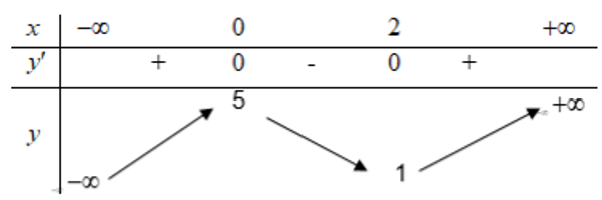 x −∞ 0 2 +∞
y′ + 0 - 0 +
5 +∞
y
−∞ 1